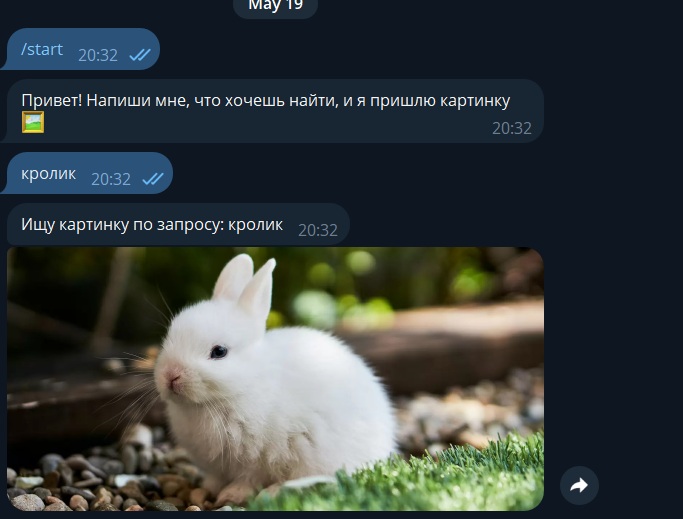 May 19
/start 20:32
Привет! Напиши мне, что хочешь найти, и я пришлю картинку
20:32
кролик 20:32
Ищу картинку по запросу: кролик 20:32